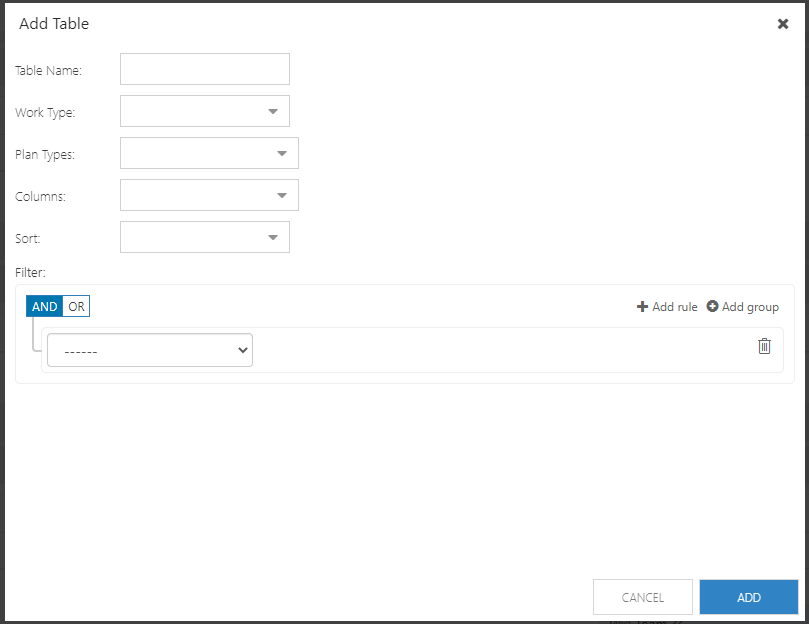 Add Table
Table Name:
Work Type:
Plan Types:
Columns:
Sort:
Filter:
AND OR Add rule Add group
------
CANCEL ADD